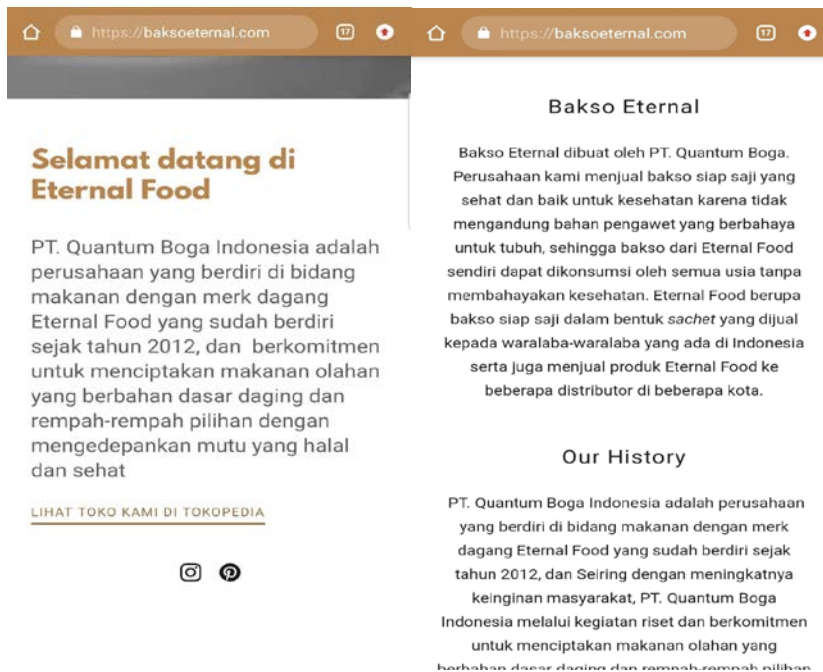 https://baksoeternal.com
17
Selamat datang di
Eternal Food
PT. Quantum Boga Indonesia adalah
perusahaan yang berdiri di bidang
makanan dengan merk dagang
Eternal Food yang sudah berdiri
sejak tahun 2012, dan berkomitmen
untuk menciptakan makanan olahan
yang berbahan dasar daging dan
rempah-rempah pilihan dengan
mengedepankan mutu yang halal
dan sehat
LIHAT TOKO KAMI DI TOKOPEDIA
https://baksoeternal.com
17
Bakso Eternal
Bakso Eternal dibuat oleh PT. Quantum Boga.
Perusahaan kami menjual bakso siap saji yang
sehat dan baik untuk kesehatan karena tidak
mengandung bahan pengawet yang berbahaya
untuk tubuh, sehingga bakso dari Eternal Food
sendiri dapat dikonsumsi oleh semua usia tanpa
membahayakan kesehatan. Eternal Food berupa
bakso siap saji dalam bentuk sachet yang dijual
kepada waralaba-waralaba yang ada di Indonesia
serta juga menjual produk Eternal Food ke
beberapa distributor di beberapa kota.
Our History
PT. Quantum Boga Indonesia adalah perusahaan
yang berdiri di bidang makanan dengan merk
dagang Eternal Food yang sudah berdiri sejak
tahun 2012, dan Seiring dengan meningkatnya
keinginan masyarakat, PT. Quantum Boga
Indonesia melalui kegiatan riset dan berkomitmen
untuk menciptakan makanan olahan yang
berbahan dasar daging dan rempah-rempah pilihan